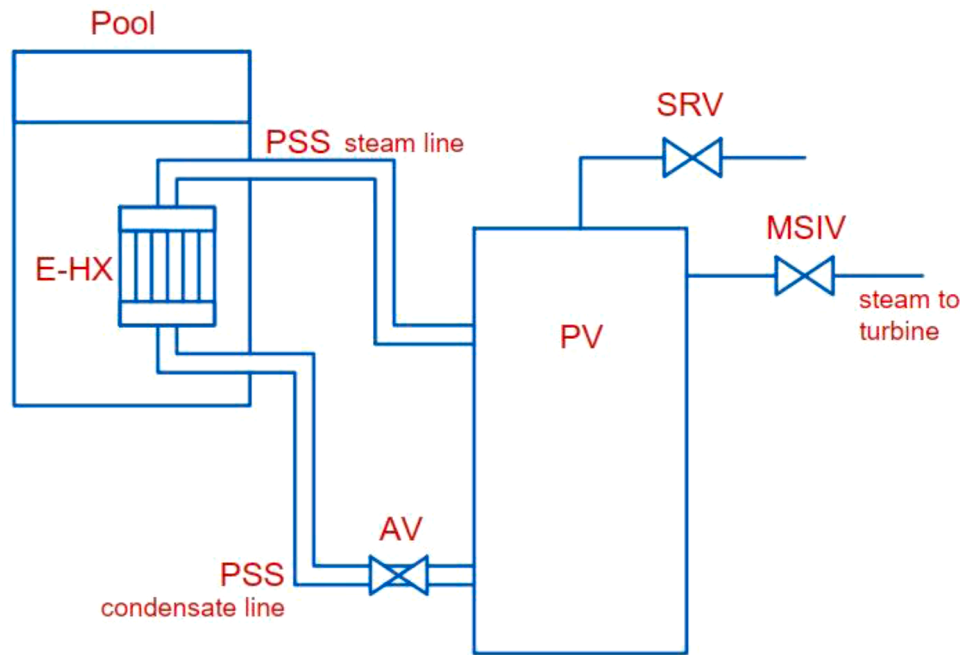 Pool
SRV
PSS steam line
MSIV
E-HX
steam to
turbine
PV
AV
PSS
condensate line